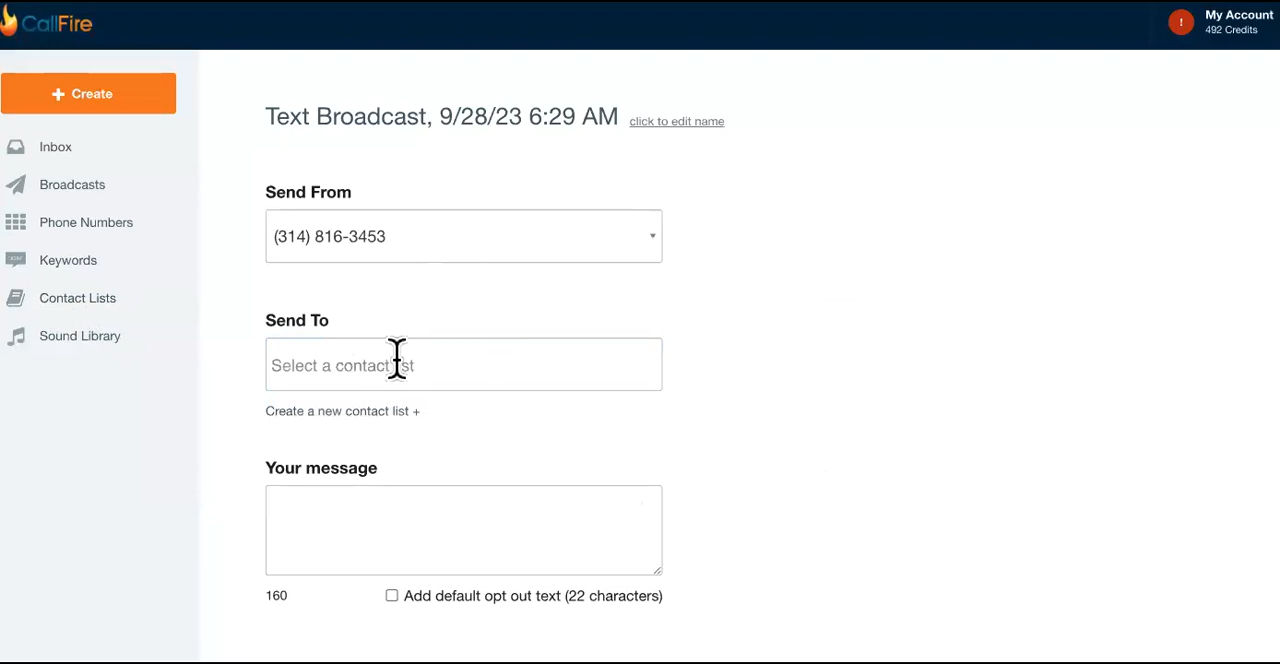 CallFire
!
My Account
492 Credits
+ Create
Inbox
Broadcasts
Phone Numbers
Keywords
Contact Lists
Sound Library
Text Broadcast, 9/28/23 6:29 AM click to edit name
Send From
(314) 816-3453
Send To
Select a contact list
Create a new contact list +
Your message
160
Add default opt out text (22 characters)